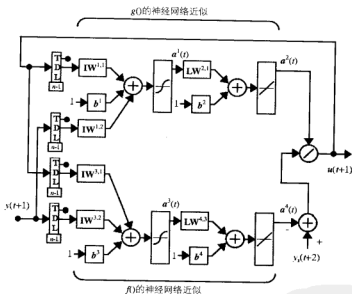 g()的神经网络近似
a¹(t) a²(t)
T D L n-1 IW¹,¹ LW²,¹
1 b¹ 1 b²
T D L n-1 IW¹,²
u(t+1)
T D L n-1 IW³,¹
y(t+1) a³(t) a⁴(t)
T D L n-1 IW³,² LW⁴,³
- +
1 b³ 1 b⁴ yᵣ(t+2)
f()的神经网络近似